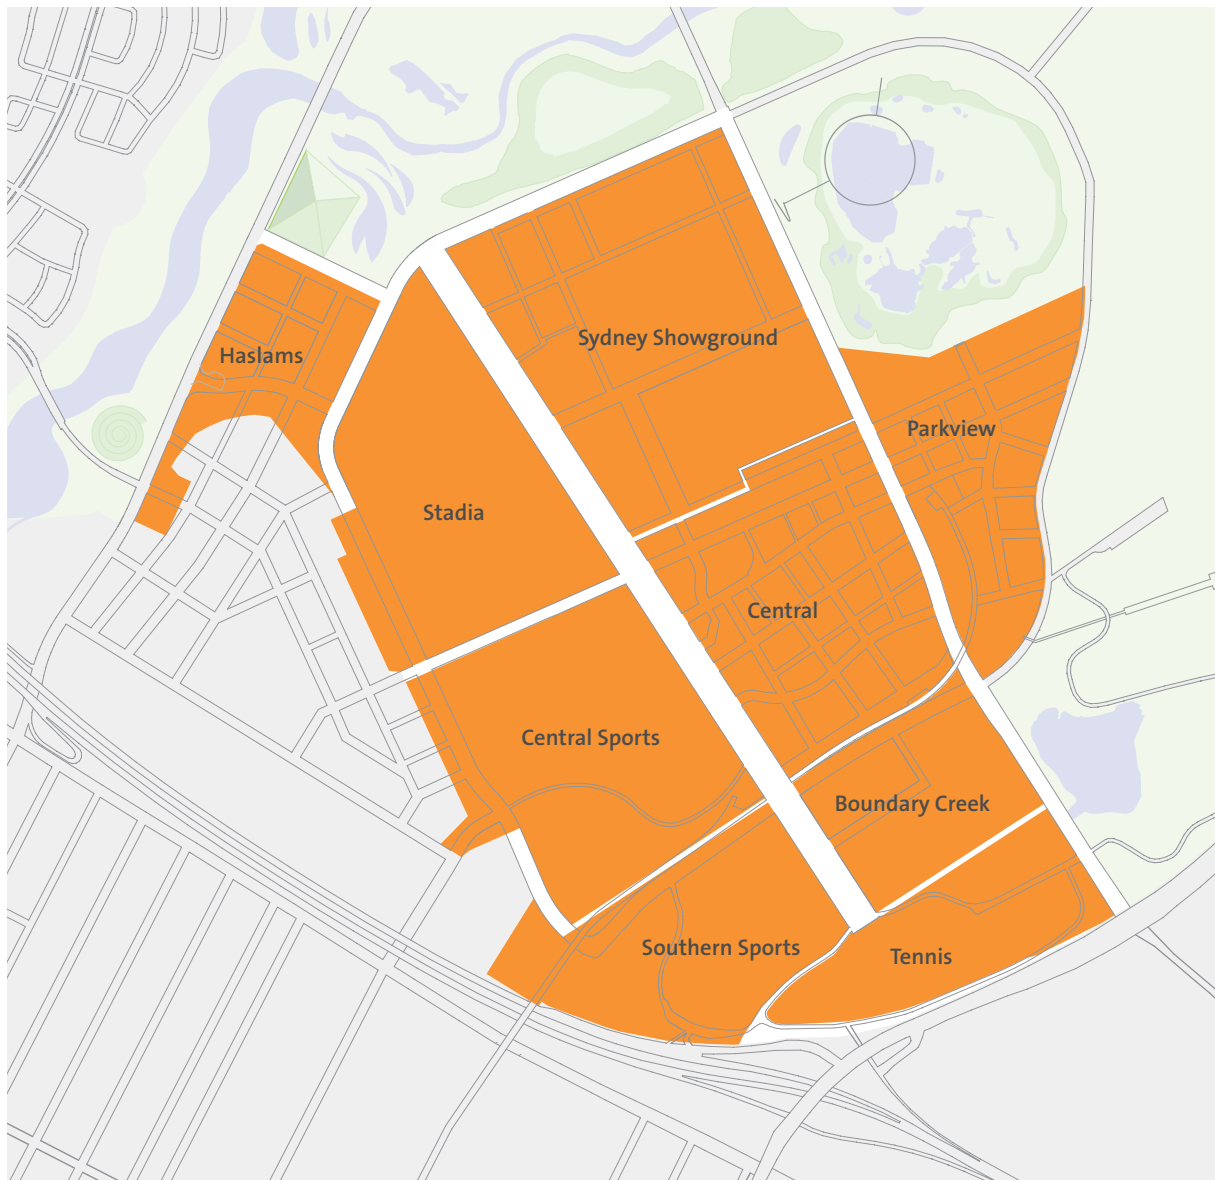 Sydney Showground
Haslams
Parkview
Stadia
Central
Central Sports
Boundary Creek
Southern Sports
Tennis